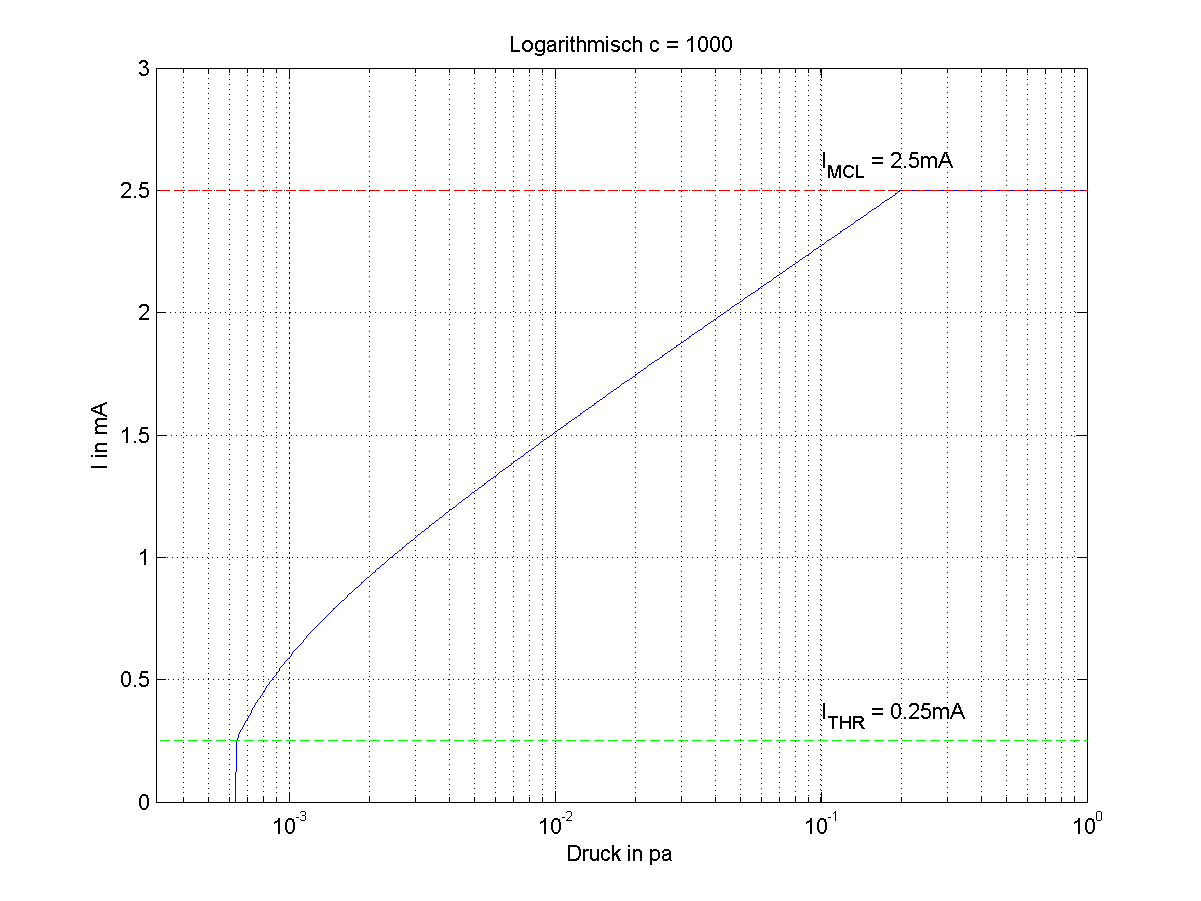 Logarithmisch c = 1000
3
I_MCL = 2.5mA
2.5
2
I in mA
1.5
1
0.5
I_THR = 0.25mA
0
10^-3 10^-2 10^-1 10^0
Druck in pa